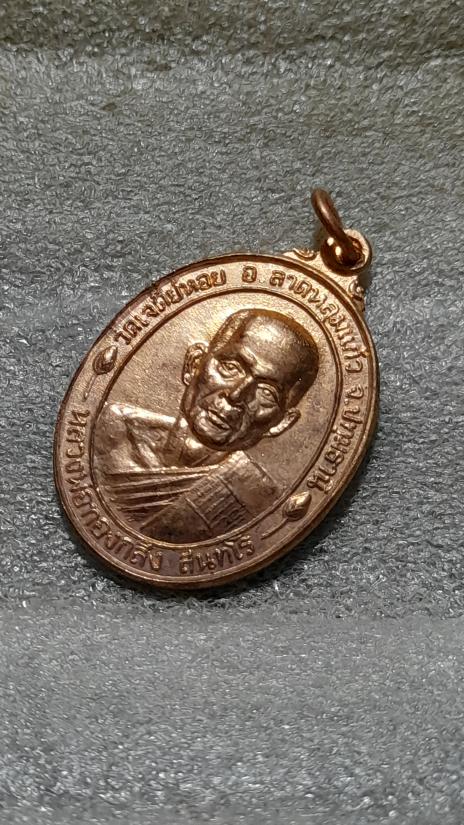 วัดเจดีย์หอย อ.ลาดหลุมแก้ว จ.ปทุมธานี
หลวงพ่อทองกลึง สุนฺทโร